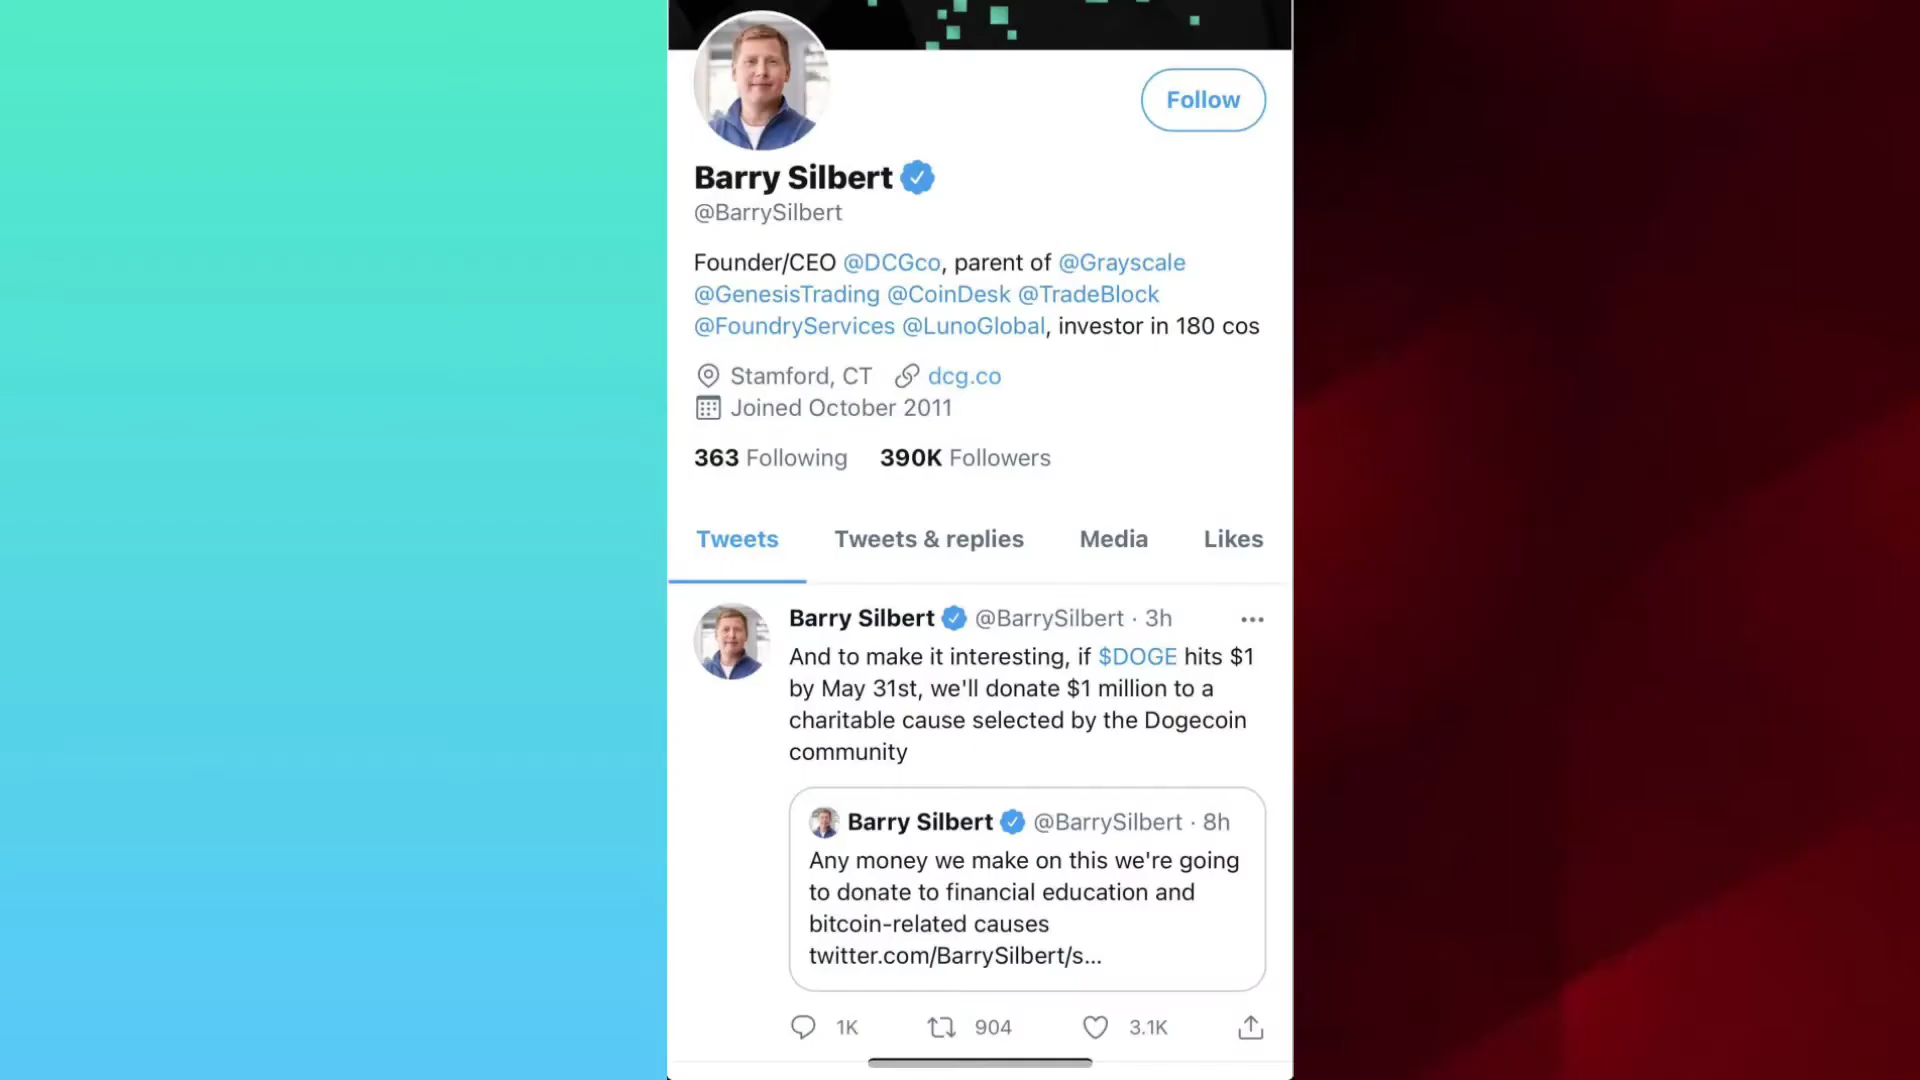 Follow
Barry Silbert
@BarrySilbert
Founder/CEO @DCGco, parent of @Grayscale
@GenesisTrading @CoinDesk @TradeBlock
@FoundryServices @LunoGlobal, investor in 180 cos
Stamford, CT dcg.co
Joined October 2011
363 Following 390K Followers
Tweets Tweets & replies Media Likes
Barry Silbert @BarrySilbert · 3h
And to make it interesting, if $DOGE hits $1
by May 31st, we'll donate $1 million to a
charitable cause selected by the Dogecoin
community
Barry Silbert @BarrySilbert · 8h
Any money we make on this we're going
to donate to financial education and
bitcoin-related causes
twitter.com/BarrySilbert/s...
1K 904 3.1K